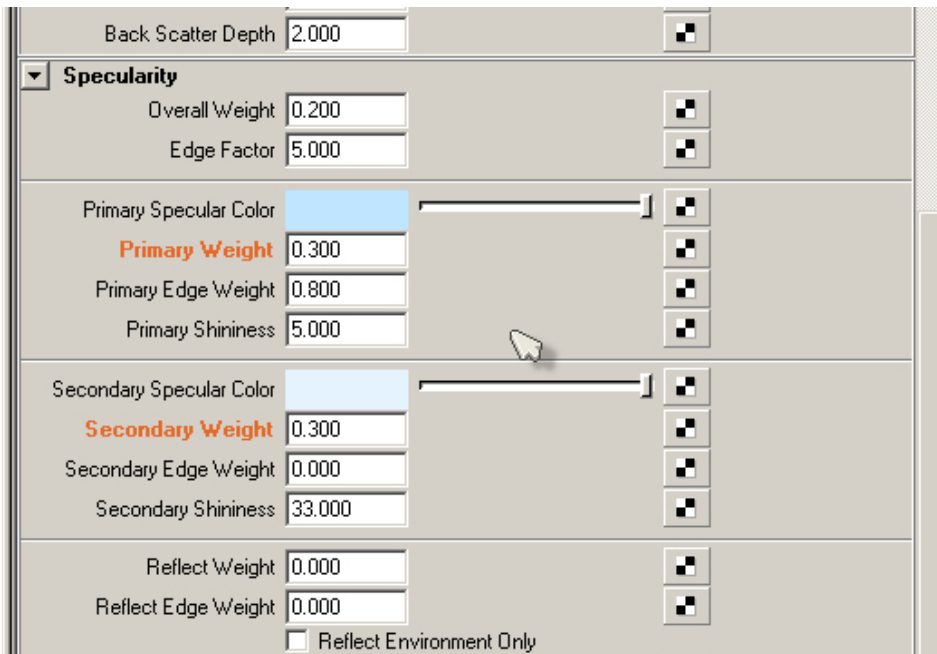 Back Scatter Depth 2.000
Specularity
Overall Weight 0.200
Edge Factor 5.000
Primary Specular Color
Primary Weight 0.300
Primary Edge Weight 0.800
Primary Shininess 5.000
Secondary Specular Color
Secondary Weight 0.300
Secondary Edge Weight 0.000
Secondary Shininess 33.000
Reflect Weight 0.000
Reflect Edge Weight 0.000
Reflect Environment Only